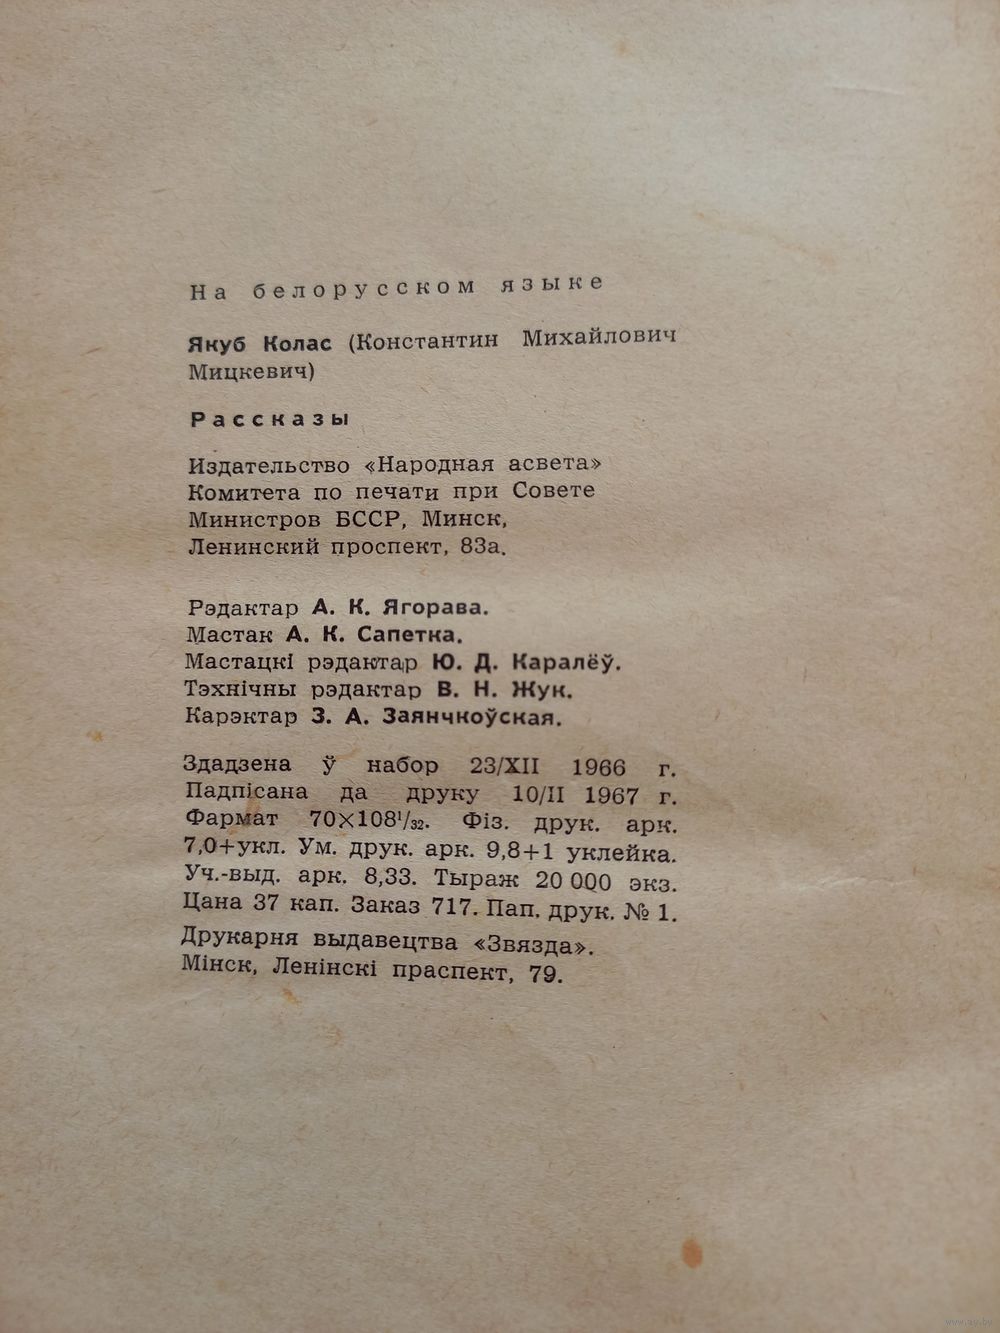 На белорусском языке
Якуб Колас (Константин Михайлович
Мицкевич)
Рассказы
Издательство «Народная асвета»
Комитета по печати при Совете
Министров БССР, Минск,
Ленинский проспект, 83а.
Рэдактар А. К. Ягорава.
Мастак А. К. Сапетка.
Мастацкі рэдактар Ю. Д. Каралёў.
Тэхнічны рэдактар В. Н. Жук.
Карэктар З. А. Заянчкоўская.
Здадзена ў набор 23/XII 1966 г.
Падпісана да друку 10/II 1967 г.
Фармат 70×108¹/₃₂. Фіз. друк. арк.
7,0+укл. Ум. друк. арк. 9,8+1 уклейка.
Уч.-выд. арк. 8,33. Тыраж 20 000 экз.
Цана 37 кап. Заказ 717. Пап. друк. № 1.
Друкарня выдавецтва «Звязда».
Мінск, Ленінскі праспект, 79.
www.ay.by